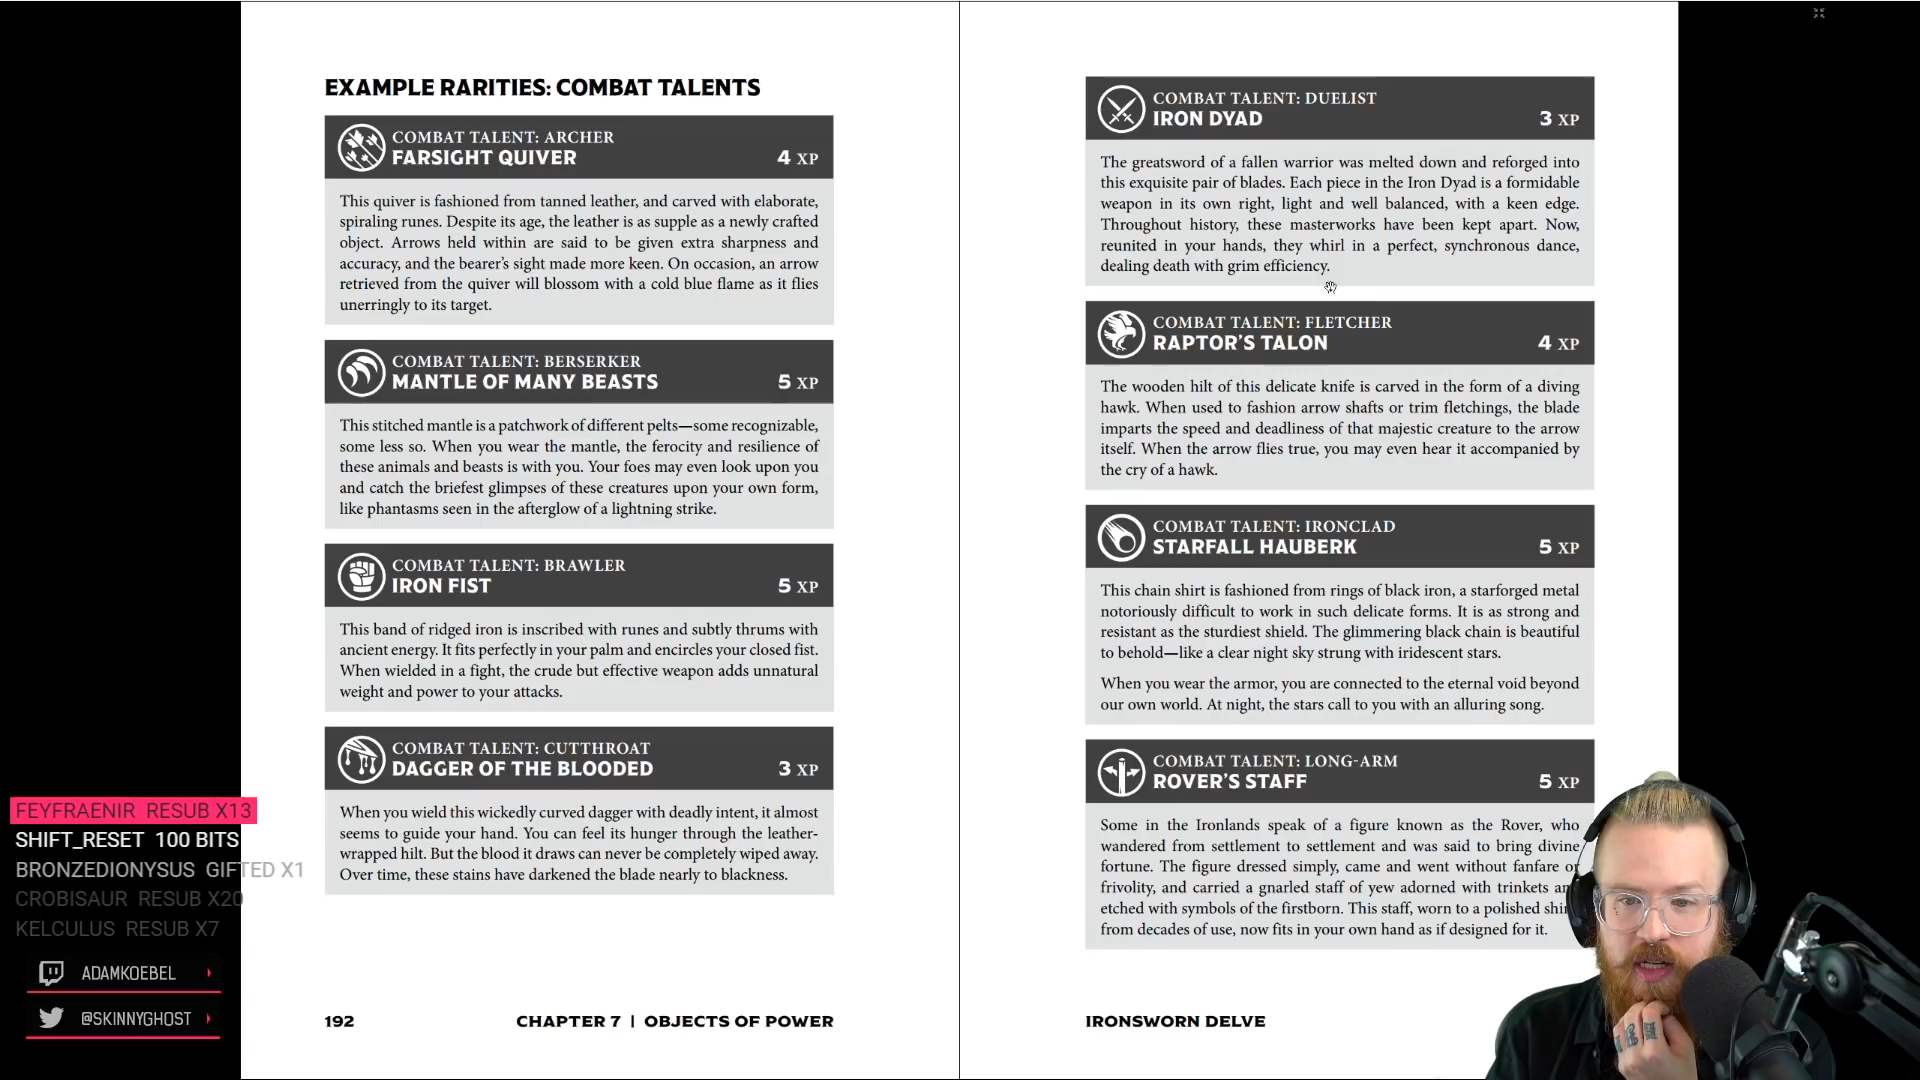 EXAMPLE RARITIES: COMBAT TALENTS
COMBAT TALENT: ARCHER
FARSIGHT QUIVER
4 XP
This quiver is fashioned from tanned leather, and carved with elaborate,
spiraling runes. Despite its age, the leather is as supple as a newly crafted
object. Arrows held within are said to be given extra sharpness and
accuracy, and the bearer's sight made more keen. On occasion, an arrow
retrieved from the quiver will blossom with a cold blue flame as it flies
unerringly to its target.
COMBAT TALENT: BERSERKER
MANTLE OF MANY BEASTS
5 XP
This stitched mantle is a patchwork of different pelts—some recognizable,
some less so. When you wear the mantle, the ferocity and resilience of
these animals and beasts is with you. Your foes may even look upon you
and catch the briefest glimpses of these creatures upon your own form,
like phantasms seen in the afterglow of a lightning strike.
COMBAT TALENT: BRAWLER
IRON FIST
5 XP
This band of ridged iron is inscribed with runes and subtly thrums with
ancient energy. It fits perfectly in your palm and encircles your closed fist.
When wielded in a fight, the crude but effective weapon adds unnatural
weight and power to your attacks.
COMBAT TALENT: CUTTHROAT
DAGGER OF THE BLOODED
3 XP
When you wield this wickedly curved dagger with deadly intent, it almost
seems to guide your hand. You can feel its hunger through the leather-
wrapped hilt. But the blood it draws can never be completely wiped away.
Over time, these stains have darkened the blade nearly to blackness.
192
CHAPTER 7 | OBJECTS OF POWER
COMBAT TALENT: DUELIST
IRON DYAD
3 XP
The greatsword of a fallen warrior was melted down and reforged into
this exquisite pair of blades. Each piece in the Iron Dyad is a formidable
weapon in its own right, light and well balanced, with a keen edge.
Throughout history, these masterworks have been kept apart. Now,
reunited in your hands, they whirl in a perfect, synchronous dance,
dealing death with grim efficiency.
COMBAT TALENT: FLETCHER
RAPTOR'S TALON
4 XP
The wooden hilt of this delicate knife is carved in the form of a diving
hawk. When used to fashion arrow shafts or trim fletchings, the blade
imparts the speed and deadliness of that majestic creature to the arrow
itself. When the arrow flies true, you may even hear it accompanied by
the cry of a hawk.
COMBAT TALENT: IRONCLAD
STARFALL HAUBERK
5 XP
This chain shirt is fashioned from rings of black iron, a starforged metal
notoriously difficult to work in such delicate forms. It is as strong and
resistant as the sturdiest shield. The glimmering black chain is beautiful
to behold—like a clear night sky strung with iridescent stars.
When you wear the armor, you are connected to the eternal void beyond
our own world. At night, the stars call to you with an alluring song.
COMBAT TALENT: LONG-ARM
ROVER'S STAFF
5 XP
Some in the Ironlands speak of a figure known as the Rover, who
wandered from settlement to settlement and was said to bring divine
fortune. The figure dressed simply, came and went without fanfare or
frivolity, and carried a gnarled staff of yew adorned with trinkets an
etched with symbols of the firstborn. This staff, worn to a polished shin
from decades of use, now fits in your own hand as if designed for it.
IRONSWORN DELVE
FEYFRAENIR RESUB X13
SHIFT_RESET 100 BITS
BRONZEDIONYSUS GIFTED X1
CROBISAUR RESUB X20
KELCULUS RESUB X7
ADAMKOEBEL
@SKINNYGHOST